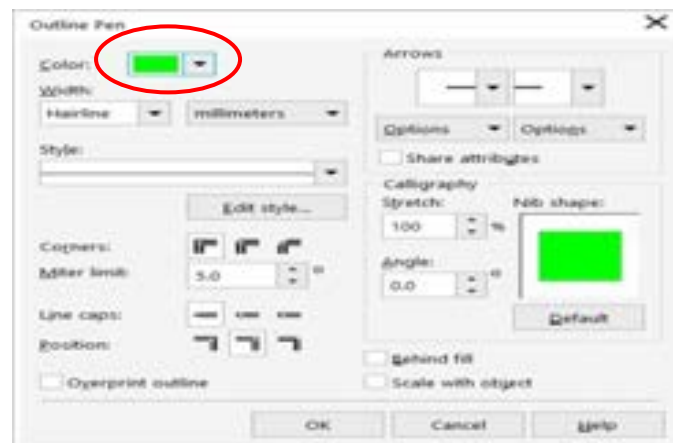 Outline Pen
Color:
Width:
Hairline
millimeters
Style:
Edit style...
Corners:
Miter limit:
5.0
°
Line caps:
Position:
Overprint outline
Arrows
Options
Options
Share attributes
Calligraphy
Stretch:
Nib shape:
100
%
Angle:
0.0
°
Default
Behind fill
Scale with object
OK
Cancel
Help